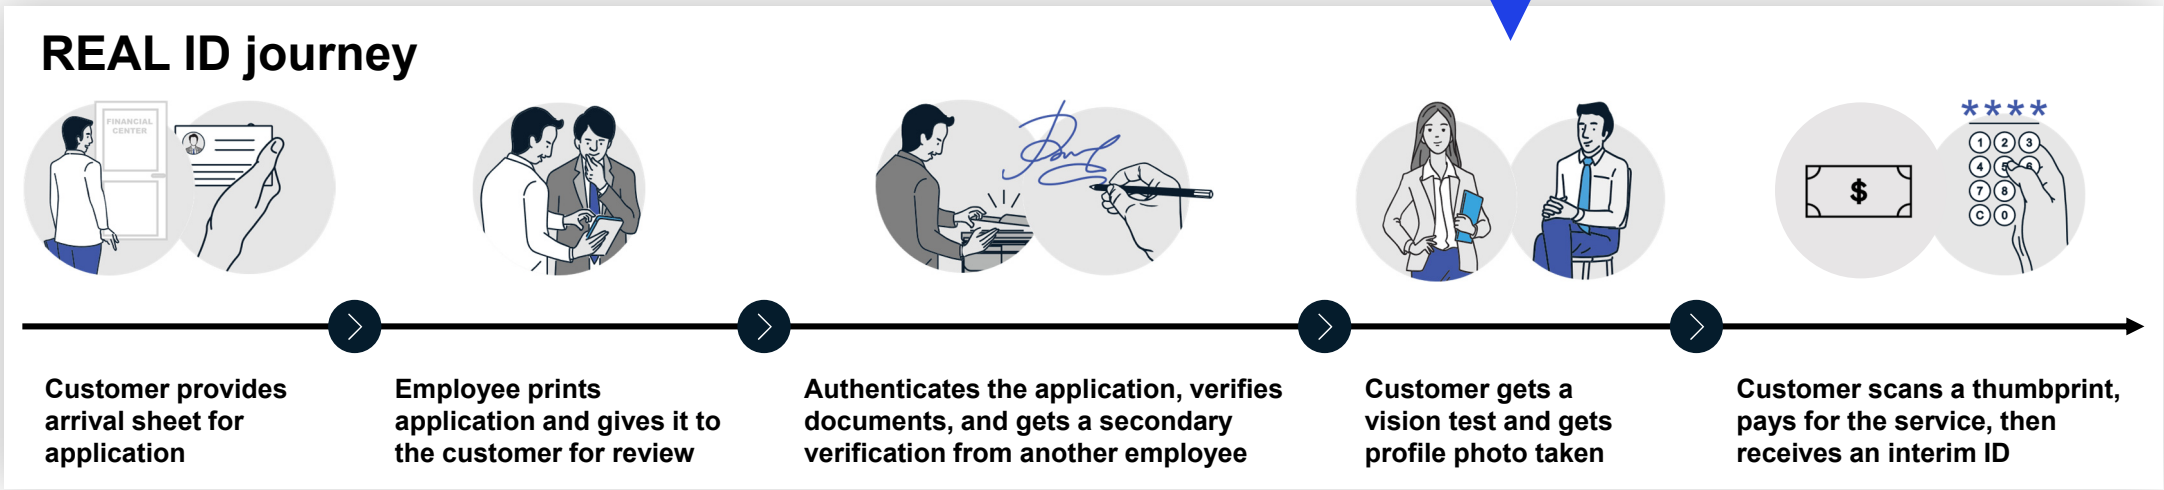 REAL ID journey
FINANCIAL
CENTER
$
****
1 2 3
4 5
7 8
C 0
Customer provides
arrival sheet for
application
Employee prints
application and gives it to
the customer for review
Authenticates the application, verifies
documents, and gets a secondary
verification from another employee
Customer gets a
vision test and gets
profile photo taken
Customer scans a thumbprint,
pays for the service, then
receives an interim ID